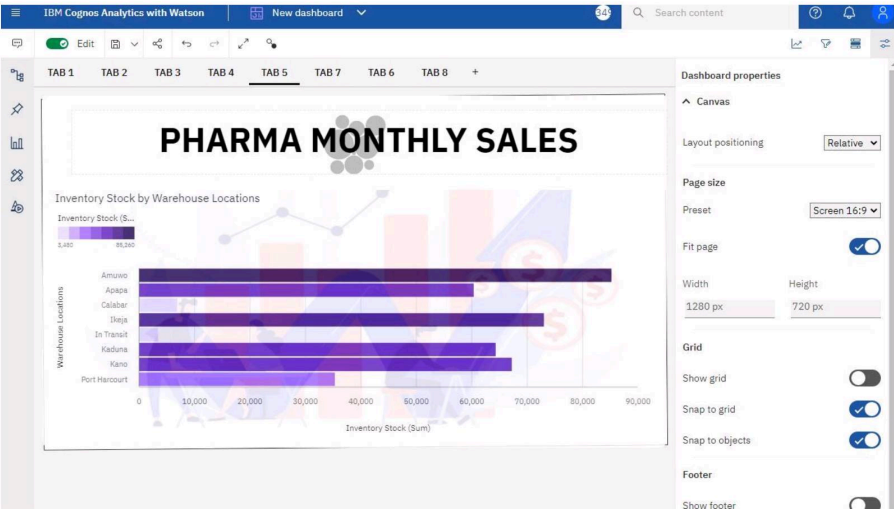 IBM Cognos Analytics with Watson
New dashboard
349
Search content
Edit
TAB 1 TAB 2 TAB 3 TAB 4 TAB 5 TAB 7 TAB 6 TAB 8 +
PHARMA MONTHLY SALES
Inventory Stock by Warehouse Locations
Inventory Stock (S...
3,480 85,260
Warehouse Locations
Amuwo
Apapa
Calabar
Ikeja
In Transit
Kaduna
Kano
Port Harcourt
0 10,000 20,000 30,000 40,000 50,000 60,000 70,000 80,000 90,000
Inventory Stock (Sum)
Dashboard properties
Canvas
Layout positioning Relative
Page size
Preset Screen 16:9
Fit page
Width Height
1280 px 720 px
Grid
Show grid
Snap to grid
Snap to objects
Footer
Show footer